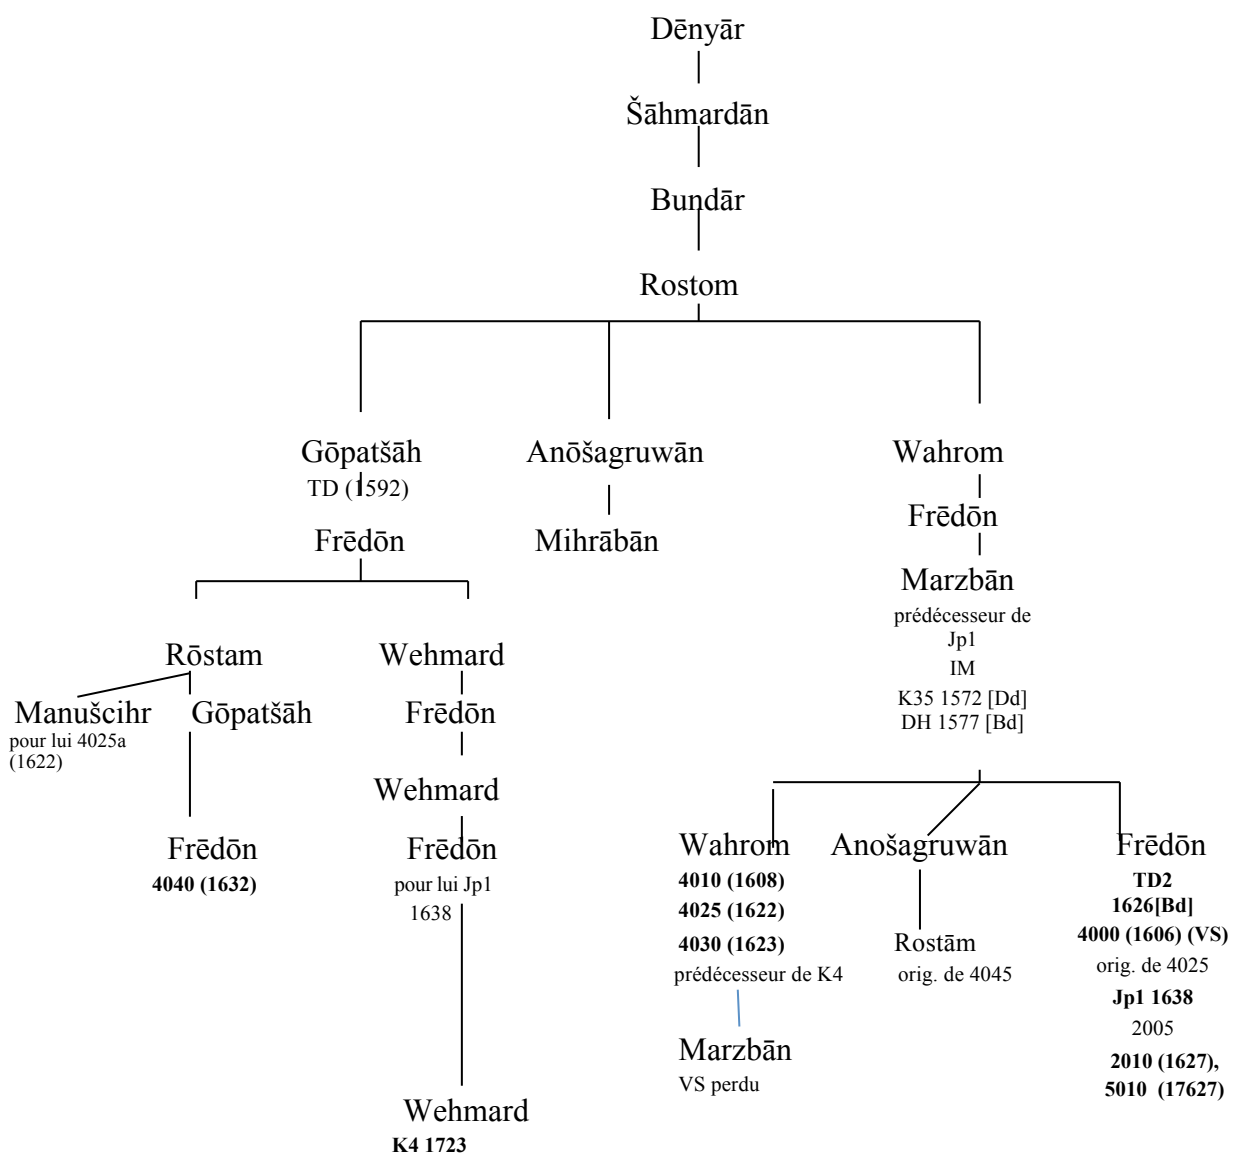 Dēnyār
Šāhmardān
Bundār
Rostom
Gōpatšāh
TD (1592)
Anōšagruwān
Wahrom
Frēdōn
Mihrābān
Frēdōn
Marzbān
prédécesseur de
Jp1
IM
K35 1572 [Dd]
DH 1577 [Bd]
Rōstam
Wehmard
Manušcihr
pour lui 4025a
(1622)
Gōpatšāh
Frēdōn
Wehmard
Frēdōn
4040 (1632)
Frēdōn
pour lui Jp1
1638
Wehmard
K4 1723
Wahrom
4010 (1608)
4025 (1622)
4030 (1623)
prédécesseur de K4
Marzbān
VS perdu
Anošagruwān
Rostām
orig. de 4045
Frēdōn
TD2
1626[Bd]
4000 (1606) (VS)
orig. de 4025
Jp1 1638
2005
2010 (1627),
5010 (17627)